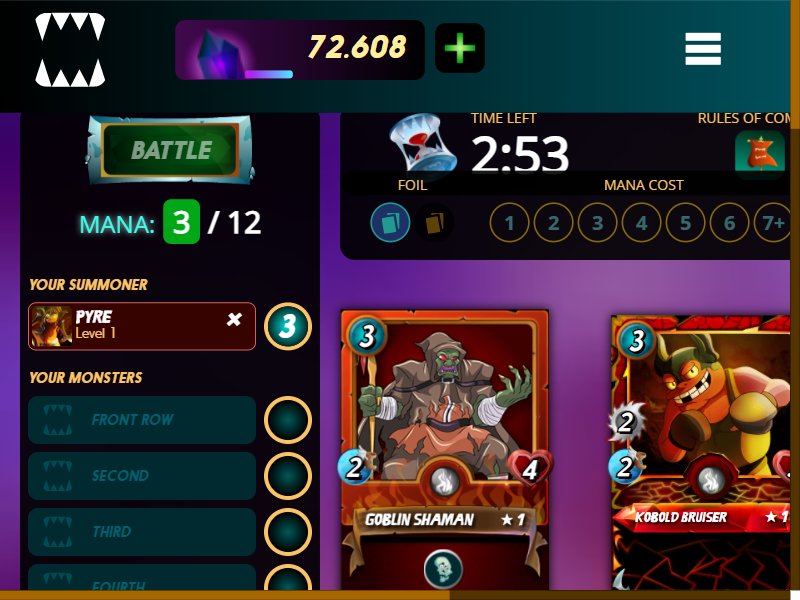 72.608
BATTLE
MANA: 3 / 12
YOUR SUMMONER
PYRE
Level 1
3
YOUR MONSTERS
FRONT ROW
SECOND
THIRD
FOURTH
TIME LEFT
2:53
RULES OF COM
FOIL
MANA COST
1 2 3 4 5 6 7+
3
2
4
GOBLIN SHAMAN ★ 1
3
2
2
KOBOLD BRUISER ★ 1